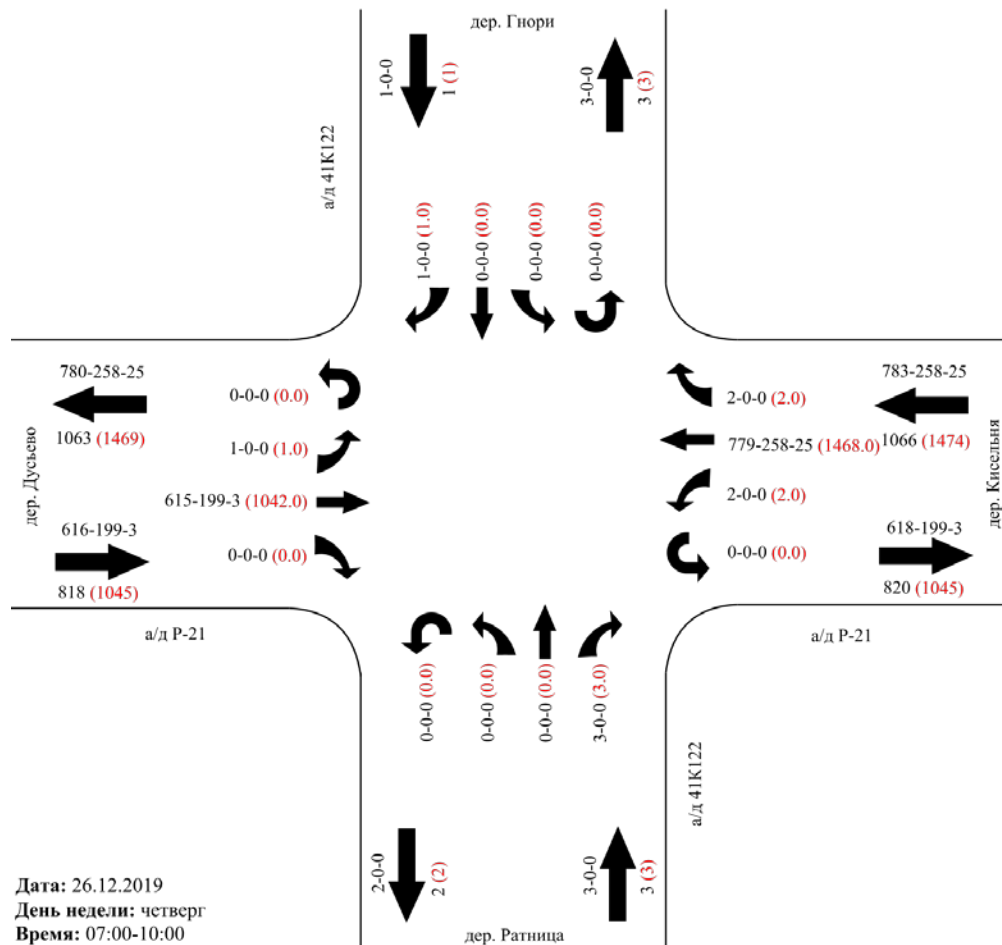 дер. Гнори
1-0-0
1 (1)
3-0-0
3 (3)
а/д 41К122
1-0-0 (1.0)
0-0-0 (0.0)
0-0-0 (0.0)
0-0-0 (0.0)
780-258-25
1063 (1469)
дер. Дусьево
616-199-3
818 (1045)
0-0-0 (0.0)
1-0-0 (1.0)
615-199-3 (1042.0)
0-0-0 (0.0)
2-0-0 (2.0)
779-258-25 (1468.0)
2-0-0 (2.0)
0-0-0 (0.0)
783-258-25
1066 (1474)
дер. Кисельня
618-199-3
820 (1045)
а/д Р-21
а/д Р-21
0-0-0 (0.0)
0-0-0 (0.0)
0-0-0 (0.0)
3-0-0 (3.0)
а/д 41К122
2-0-0
2 (2)
3-0-0
3 (3)
дер. Ратница
Дата: 26.12.2019
День недели: четверг
Время: 07:00-10:00